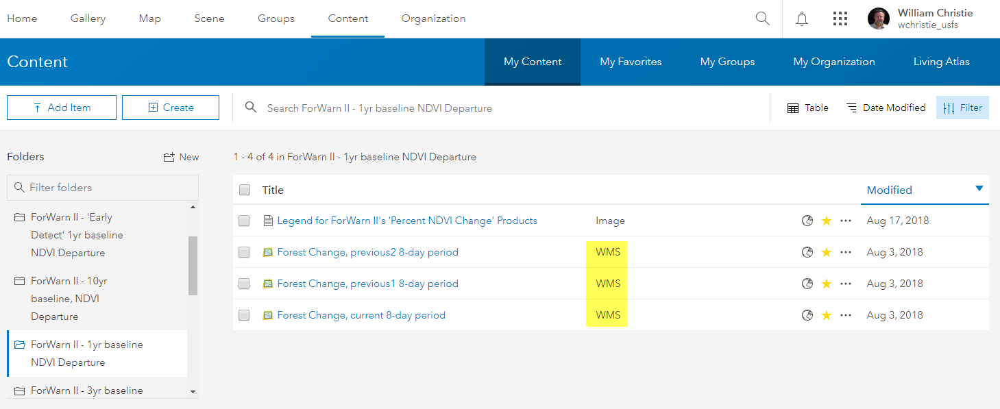 Home Gallery Map Scene Groups Content Organization William Christie
wchristie_usfs
Content My Content My Favorites My Groups My Organization Living Atlas
Add Item Create Search ForWarn II - 1yr baseline NDVI Departure Table Date Modified Filter
Folders New
Filter folders
ForWarn II - 'Early
Detect' 1yr baseline
NDVI Departure
ForWarn II - 10yr
baseline, NDVI
Departure
ForWarn II - 1yr baseline
NDVI Departure
ForWarn II - 3yr baseline
1 - 4 of 4 in ForWarn II - 1yr baseline NDVI Departure
Title Modified
Legend for ForWarn II's 'Percent NDVI Change' Products Image Aug 17, 2018
Forest Change, previous2 8-day period WMS Aug 3, 2018
Forest Change, previous1 8-day period WMS Aug 3, 2018
Forest Change, current 8-day period WMS Aug 3, 2018